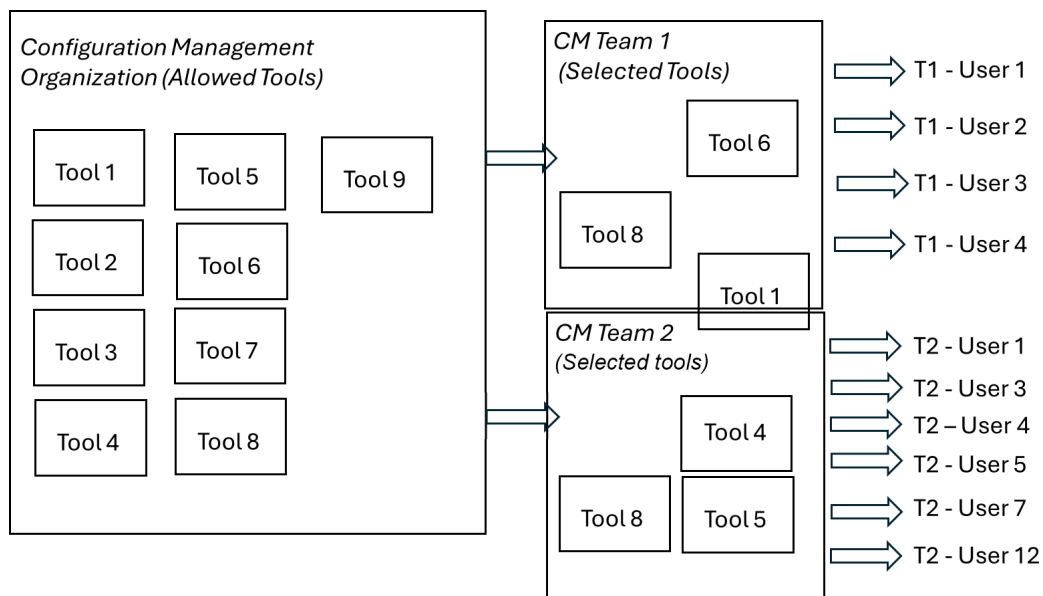 Configuration Management
Organization (Allowed Tools)
Tool 1
Tool 5
Tool 9
Tool 2
Tool 6
Tool 3
Tool 7
Tool 4
Tool 8
CM Team 1
(Selected Tools)
Tool 6
Tool 8
Tool 1
CM Team 2
(Selected tools)
Tool 4
Tool 8
Tool 5
T1 - User 1
T1 - User 2
T1 - User 3
T1 - User 4
T2 - User 1
T2 - User 3
T2 – User 4
T2 - User 5
T2 - User 7
T2 - User 12